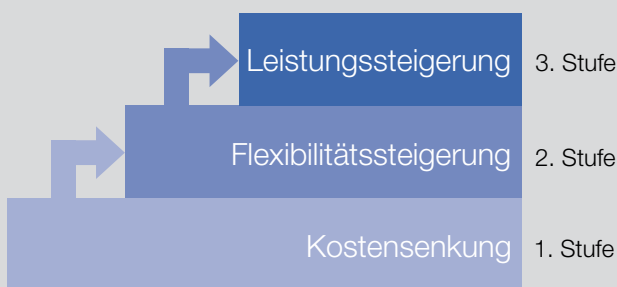 Leistungssteigerung 3. Stufe
Flexibilitätssteigerung 2. Stufe
Kostensenkung 1. Stufe